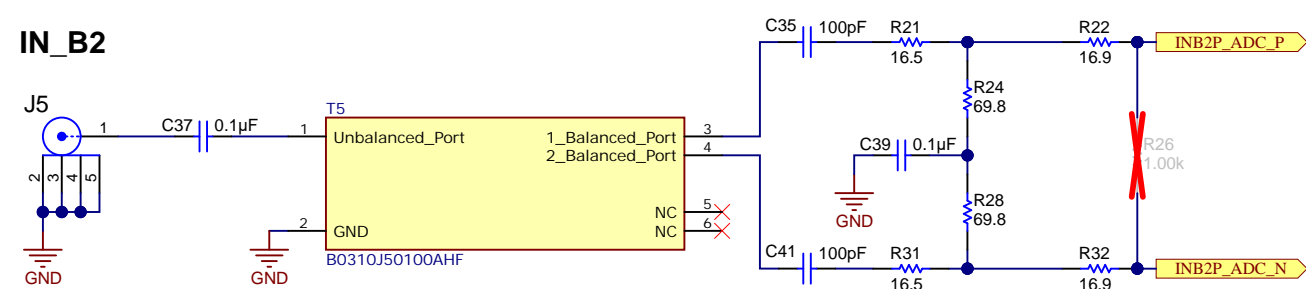 IN_B2
J5
1
2
3
4
5
C37
0.1µF
T5
1
Unbalanced_Port
2
GND
1_Balanced_Port
3
2_Balanced_Port
4
NC
5
NC
6
B0310J50100AHF
GND
GND
C35
100pF
R21
16.5
R22
16.9
INB2P_ADC_P
R24
69.8
C39
0.1µF
GND
R28
69.8
R26
1.00k
C41
100pF
R31
16.5
R32
16.9
INB2P_ADC_N